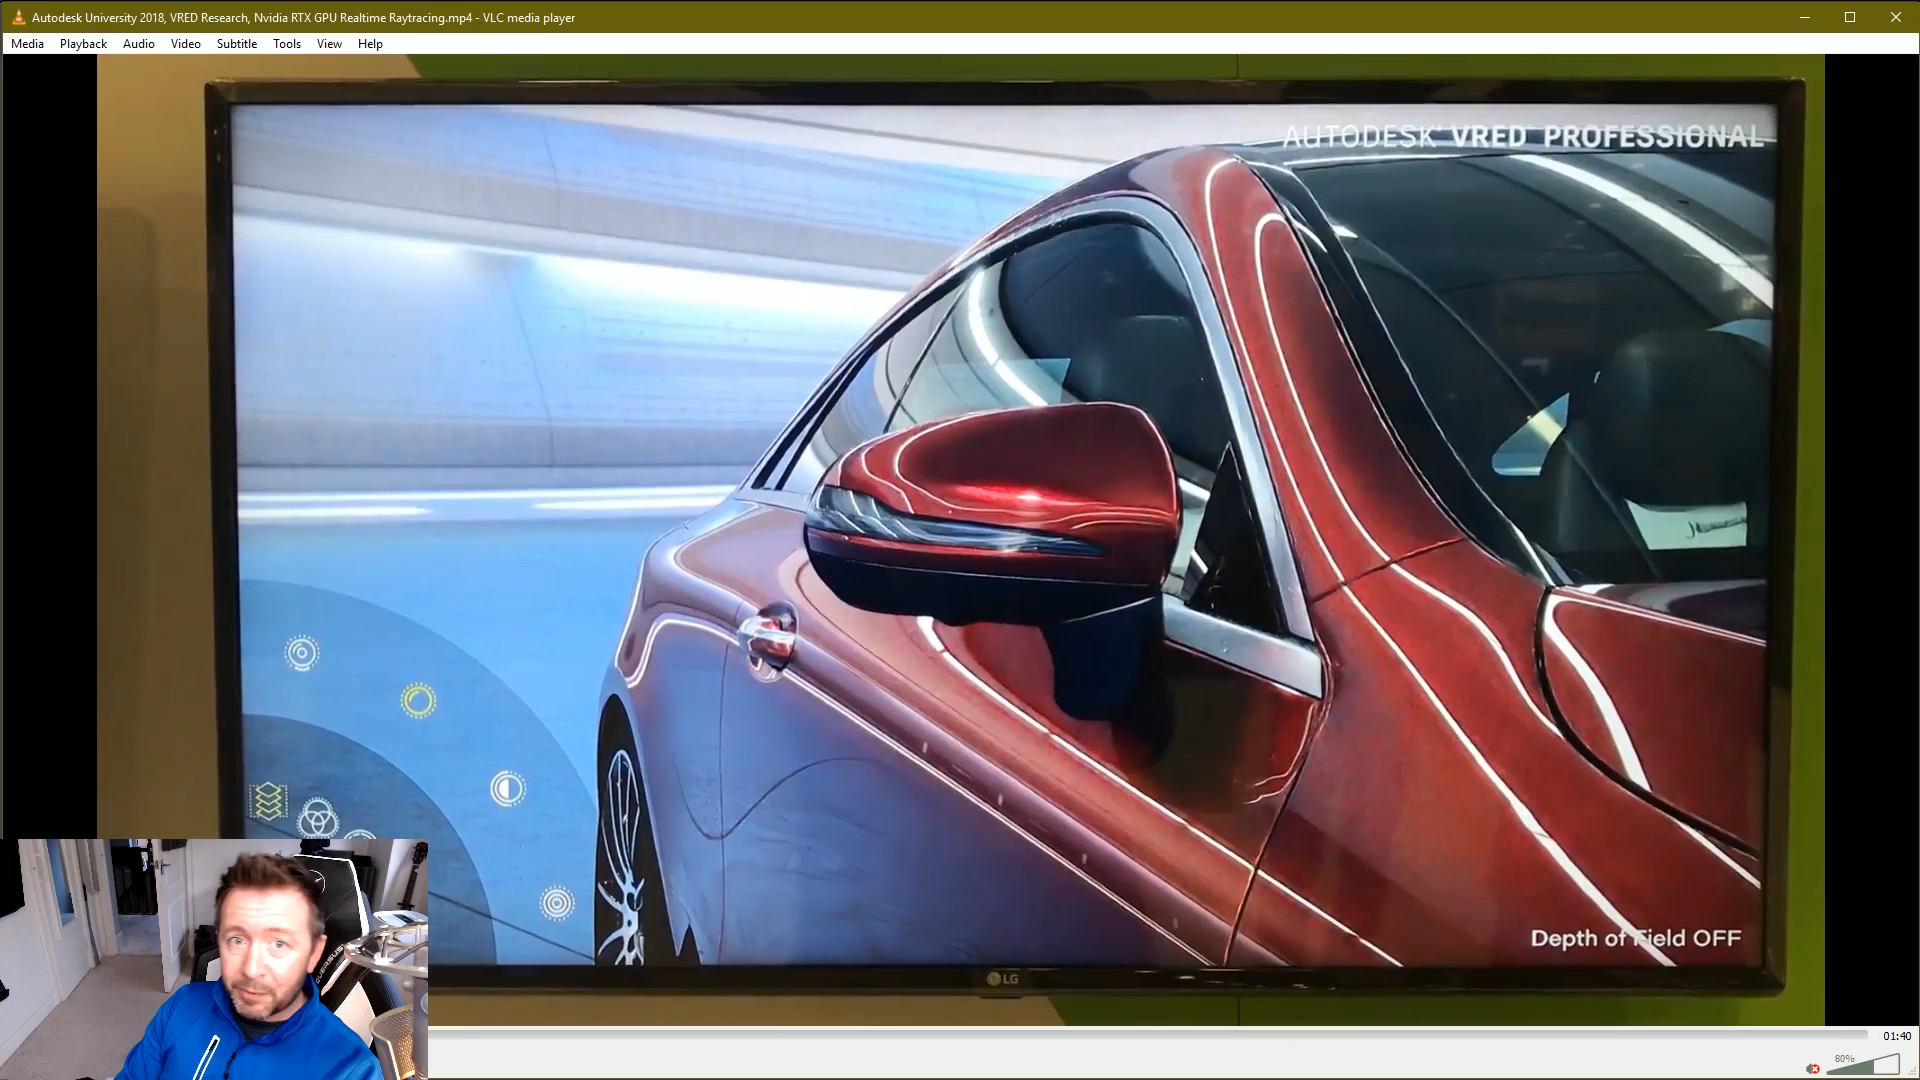 Autodesk University 2018, VRED Research, Nvidia RTX GPU Realtime Raytracing.mp4 - VLC media player
Media Playback Audio Video Subtitle Tools View Help
AUTODESK' VRED PROFESSIONAL
Depth of Field OFF
LG
01:40
80%